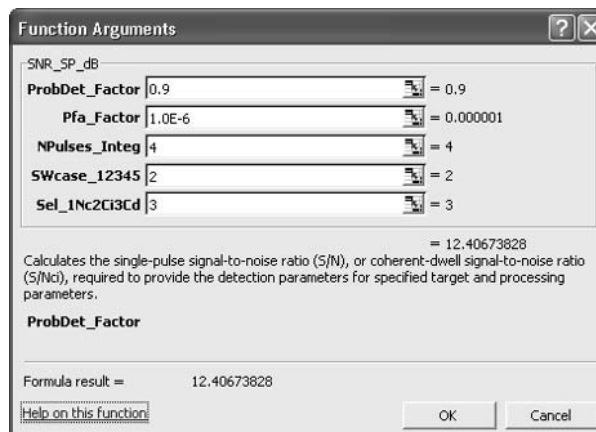 Function Arguments
SNR_SP_dB
ProbDet_Factor 0.9 = 0.9
Pfa_Factor 1.0E-6 = 0.000001
NPulses_Integ 4 = 4
SWcase_12345 2 = 2
Sel_1Nc2Ci3Cd 3 = 3
= 12.40673828
Calculates the single-pulse signal-to-noise ratio (S/N), or coherent-dwell signal-to-noise ratio
(S/Nci), required to provide the detection parameters for specified target and processing
parameters.
ProbDet_Factor
Formula result = 12.40673828
Help on this function
OK Cancel